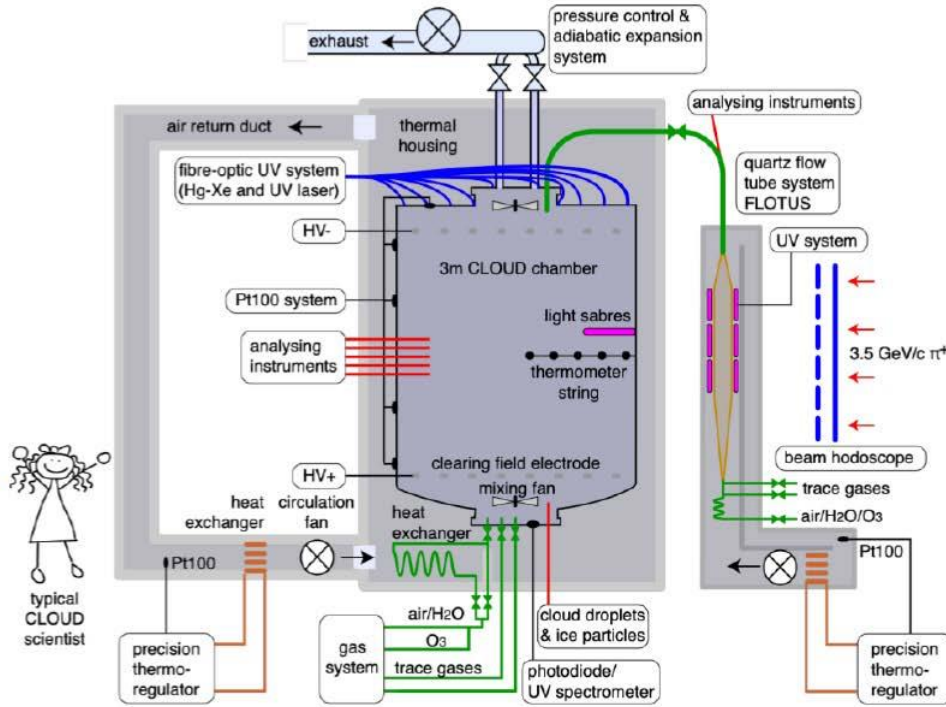 exhaust
pressure control &
adiabatic expansion
system
analysing instruments
air return duct
thermal
housing
fibre-optic UV system
(Hg-Xe and UV laser)
quartz flow
tube system
FLOTUS
HV-
UV system
3m CLOUD chamber
Pt100 system
light sabres
analysing
instruments
thermometer
string
3.5 GeV/c π+
HV+
clearing field electrode
mixing fan
beam hodoscope
trace gases
air/H2O/O3
heat
exchanger
circulation
fan
heat
exchanger
Pt100
Pt100
typical
CLOUD
scientist
precision
thermo-
regulator
gas
system
air/H2O
O3
trace gases
cloud droplets
& ice particles
photodiode/
UV spectrometer
precision
thermo-
regulator